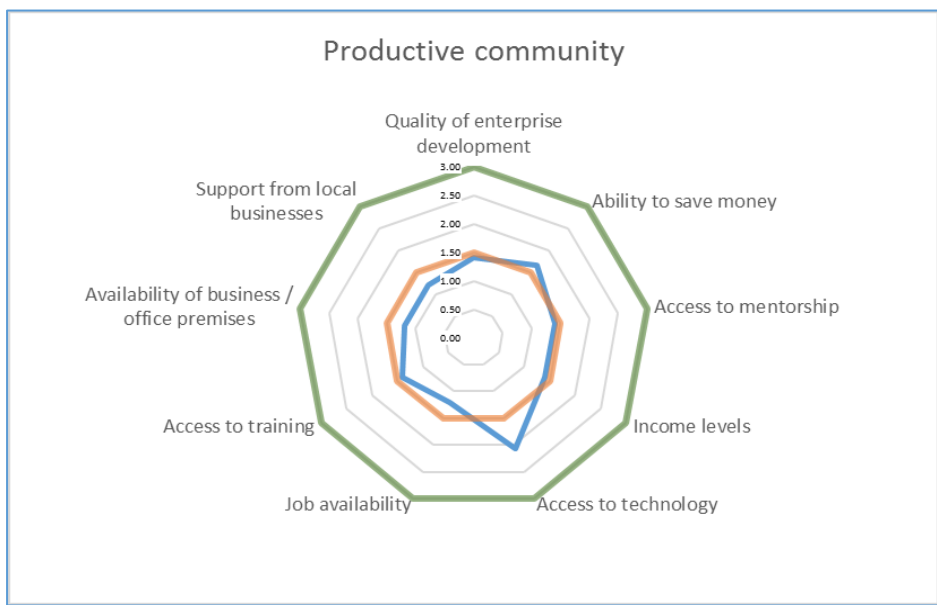 Productive community
Quality of enterprise
development
3.00
2.50
2.00
1.50
1.00
0.50
0.00
Ability to save money
Access to mentorship
Income levels
Access to technology
Job availability
Access to training
Availability of business /
office premises
Support from local
businesses